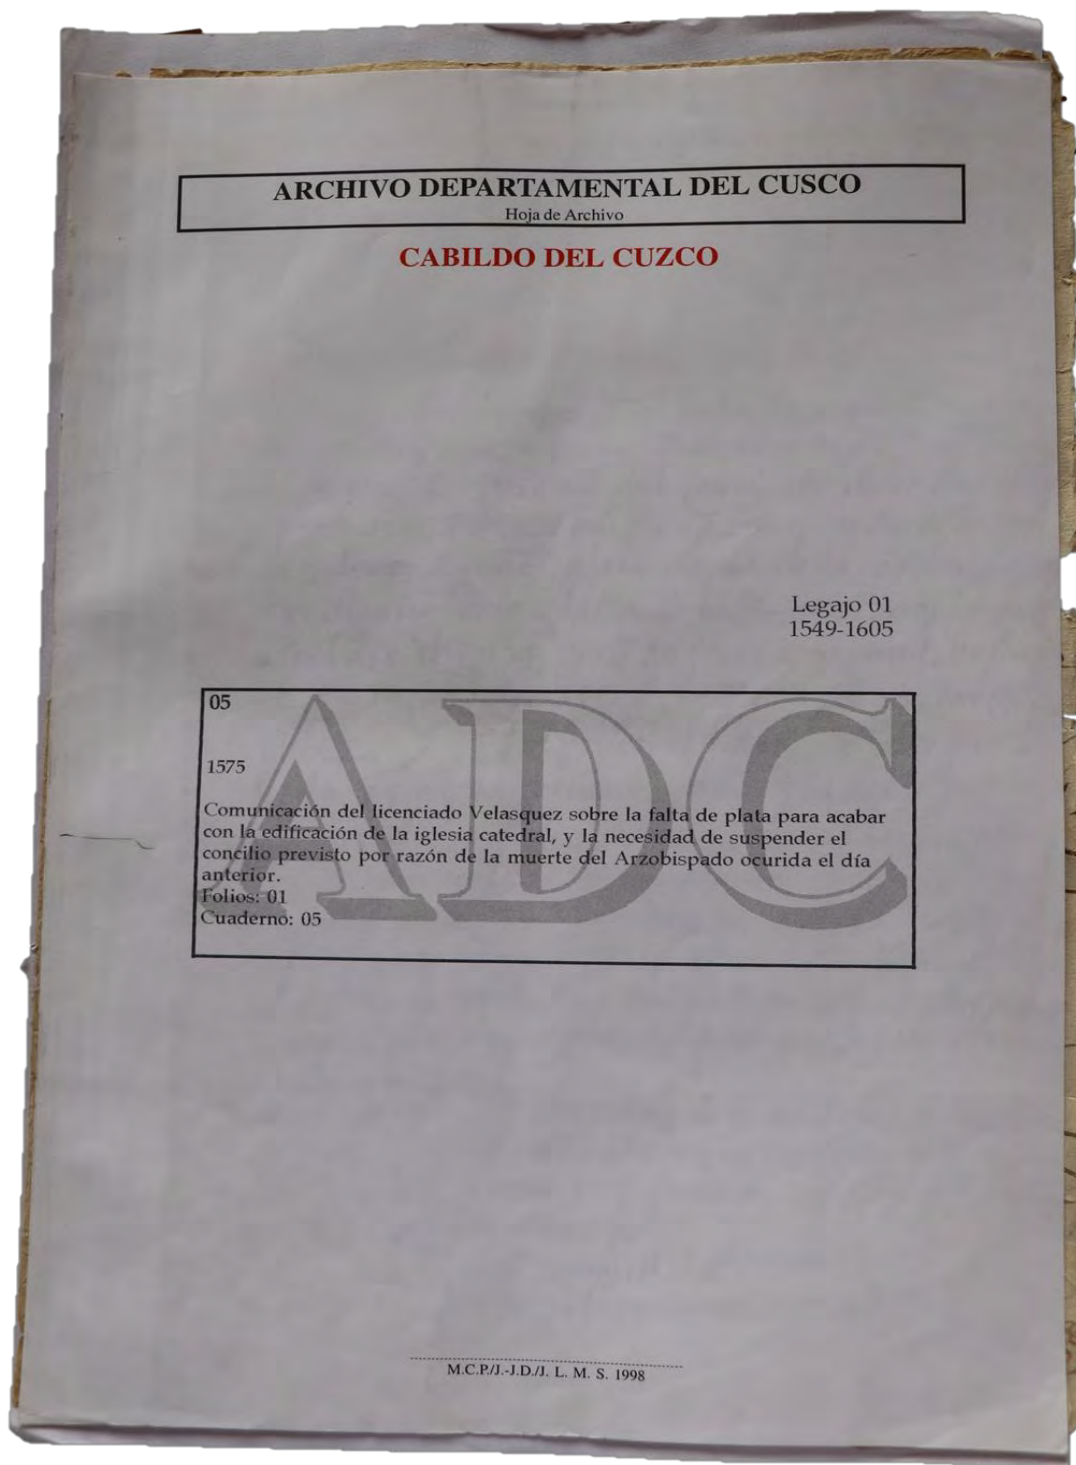 ARCHIVO DEPARTAMENTAL DEL CUSCO
Hoja de Archivo
CABILDO DEL CUZCO
Legajo 01
1549-1605
ADC
05
1575
Comunicación del licenciado Velasquez sobre la falta de plata para acabar
con la edificación de la iglesia catedral, y la necesidad de suspender el
concilio previsto por razón de la muerte del Arzobispado ocurida el día
anterior.
Folios: 01
Cuaderno: 05
M.C.P./J.-J.D./J. L. M. S. 1998